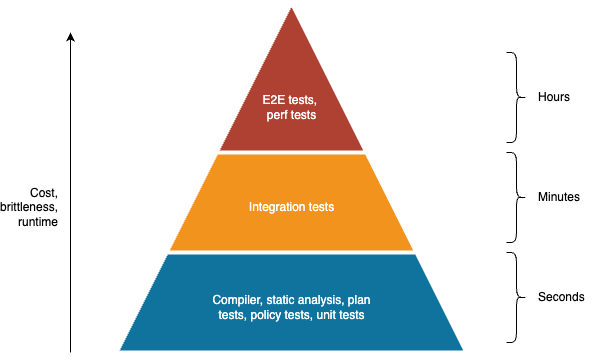 E2E tests,
perf tests
Hours
Integration tests
Minutes
Cost,
brittleness,
runtime
Compiler, static analysis, plan
tests, policy tests, unit tests
Seconds